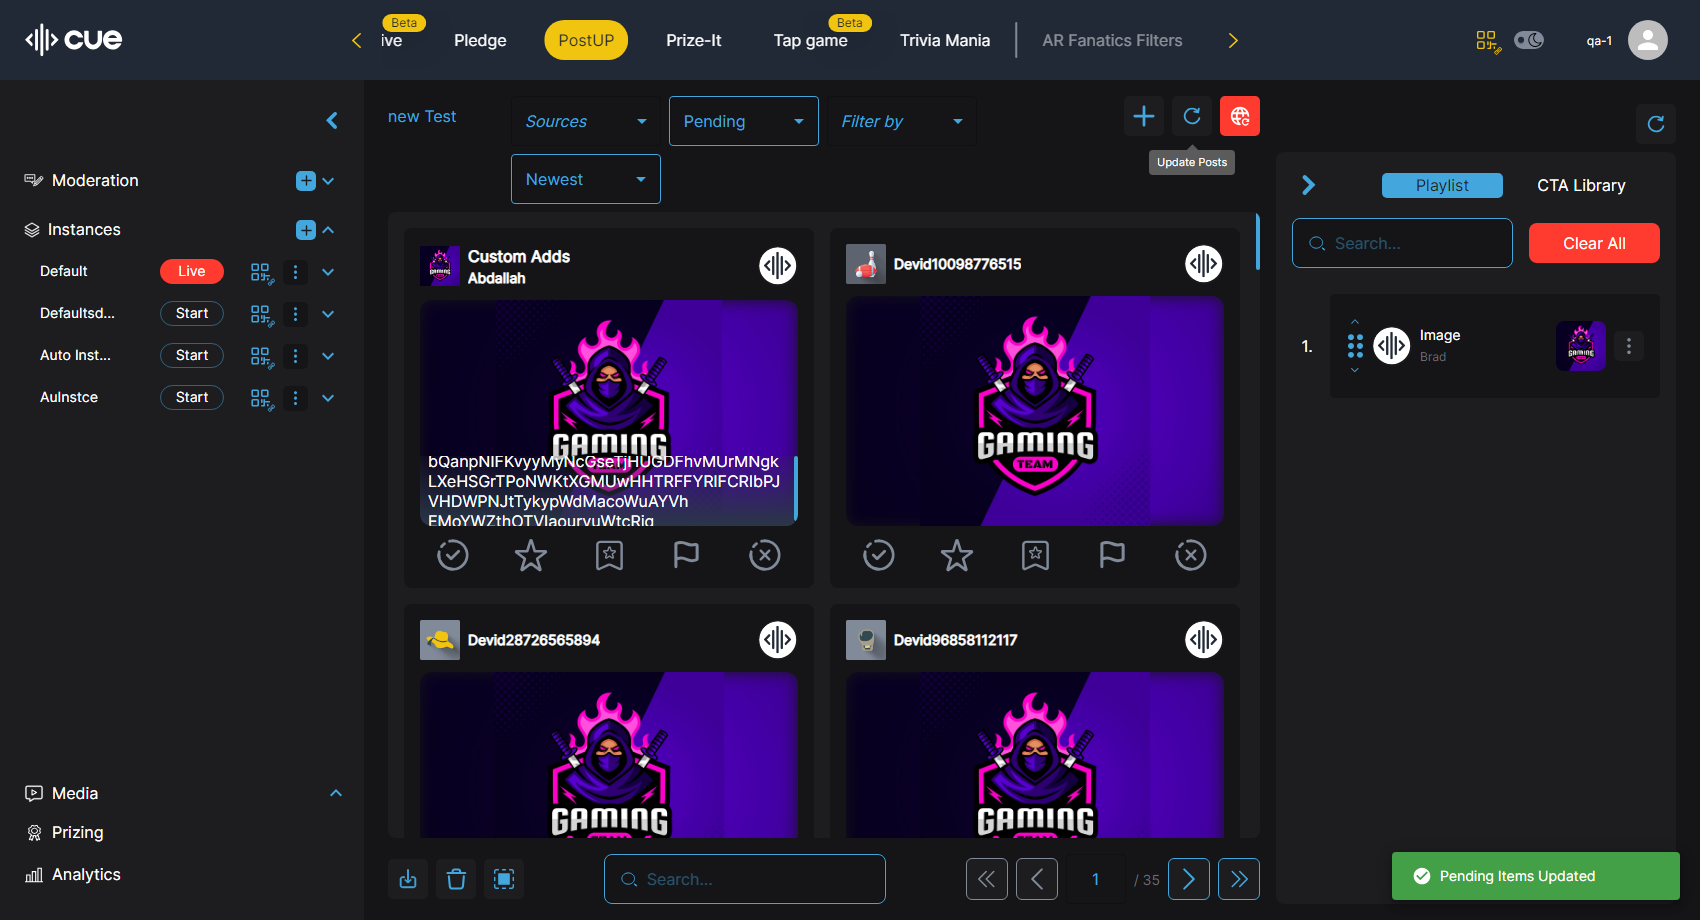 cue
ive
Beta
Pledge
PostUP
Prize-It
Tap game
Beta
Trivia Mania
AR Fanatics Filters
qa-1
Moderation
Instances
Default
Live
Defaultsd...
Start
Auto Inst...
Start
AuInstce
Start
Media
Prizing
Analytics
new Test
Sources
Pending
Filter by
Newest
Update Posts
Custom Adds
Abdallah
GAMING
bQanpNIFKvyyMyNcGseTjHUGDFhvMUrMNgk
LXeHSGrTPoNWKtXGMUwHHTRFFYRIFCRIbPJ
VHDWPNJtTykypWdMacoWuAYVh
EMoYWZthOTVIaouryuWtcRig
Devid10098776515
GAMING
TEAM
Devid28726565894
GAMING
Devid96858112117
GAMING
Search...
1
/ 35
Playlist
CTA Library
Search...
Clear All
1.
Image
Brad
GAMING
Pending Items Updated